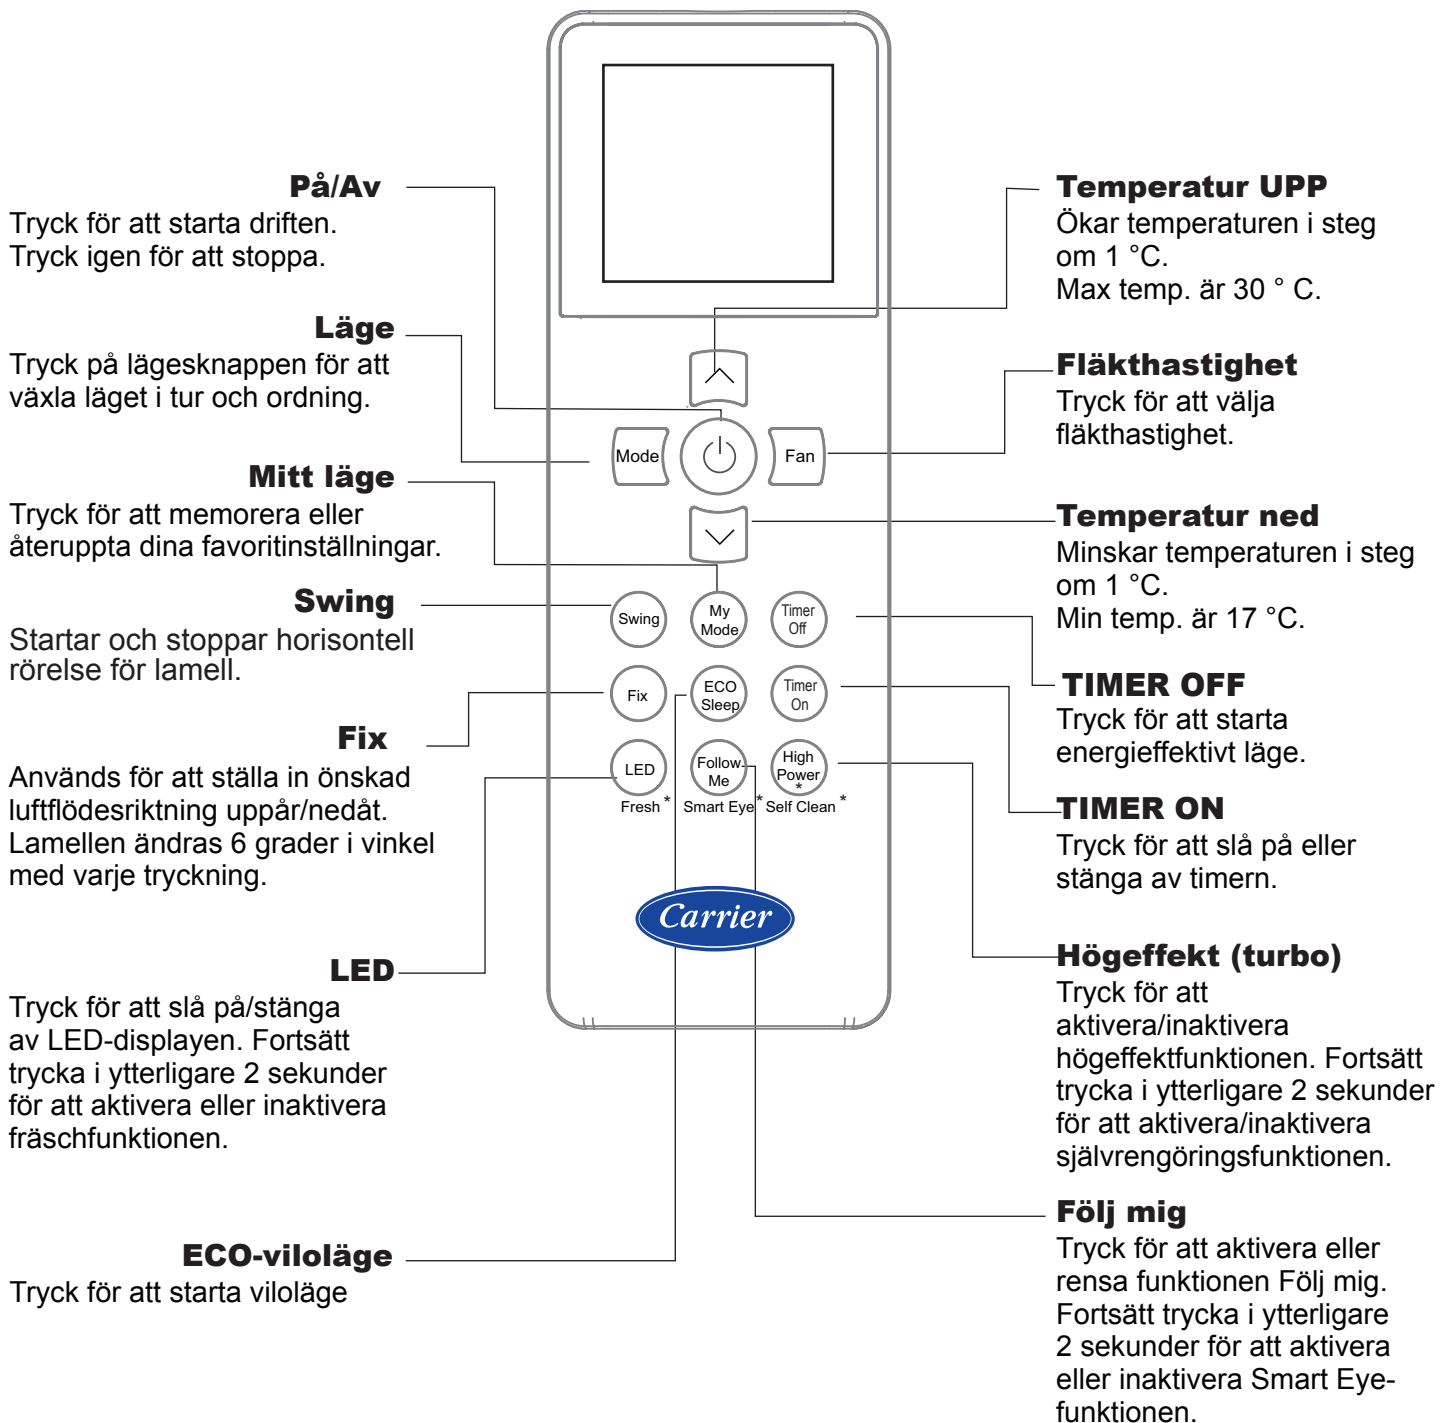 På/Av
Tryck för att starta driften.
Tryck igen för att stoppa.
Läge
Tryck på lägesknappen för att
växla läget i tur och ordning.
Mitt läge
Tryck för att memorera eller
återuppta dina favoritinställningar.
Swing
Startar och stoppar horisontell
rörelse för lamell.
Fix
Används för att ställa in önskad
luftflödesriktning uppår/nedåt.
Lamellen ändras 6 grader i vinkel
med varje tryckning.
LED
Tryck för att slå på/stänga
av LED-displayen. Fortsätt
trycka i ytterligare 2 sekunder
för att aktivera eller inaktivera
fräschfunktionen.
ECO-viloläge
Tryck för att starta viloläge
Mode
Fan
Swing
My
Mode
Timer
Off
Fix
ECO
Sleep
Timer
On
LED
Follow
Me
High
Power
*
Fresh *
Smart Eye *
Self Clean *
Carrier
Temperatur UPP
Ökar temperaturen i steg
om 1 °C.
Max temp. är 30 ° C.
Fläkthastighet
Tryck för att välja
fläkthastighet.
Temperatur ned
Minskar temperaturen i steg
om 1 °C.
Min temp. är 17 °C.
TIMER OFF
Tryck för att starta
energieffektivt läge.
TIMER ON
Tryck för att slå på eller
stänga av timern.
Högeffekt (turbo)
Tryck för att
aktivera/inaktivera
högeffektfunktionen. Fortsätt
trycka i ytterligare 2 sekunder
för att aktivera/inaktivera
självrengöringsfunktionen.
Följ mig
Tryck för att aktivera eller
rensa funktionen Följ mig.
Fortsätt trycka i ytterligare
2 sekunder för att aktivera
eller inaktivera Smart Eye-
funktionen.